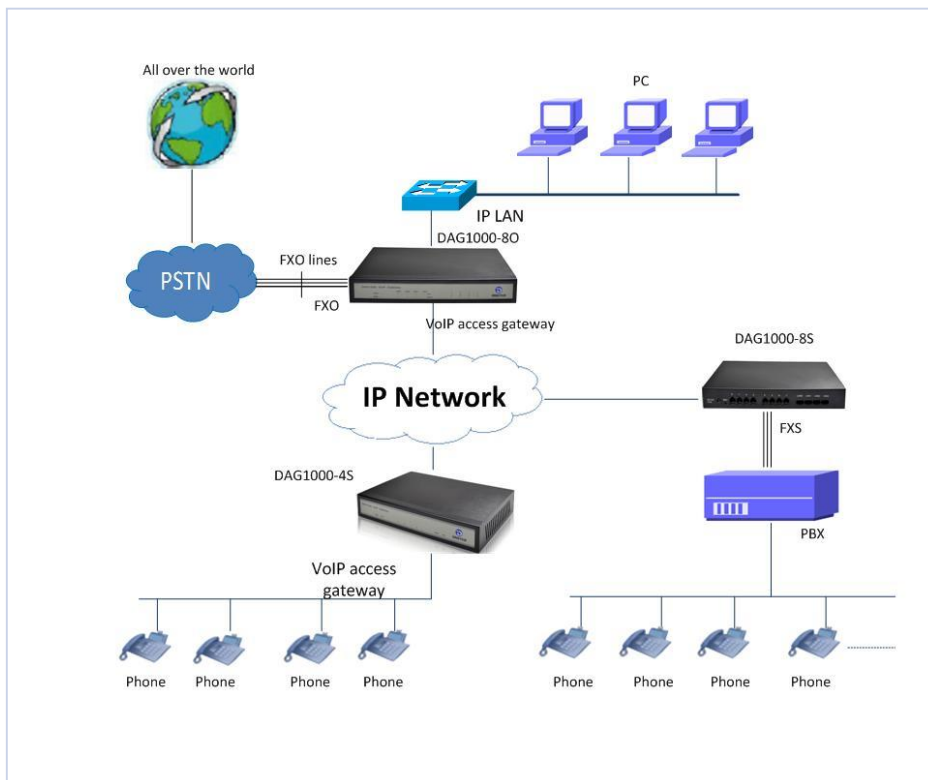 All over the world
PC
IP LAN
DAG1000-8O
FXO lines
PSTN
FXO
VoIP access gateway
DAG1000-8S
IP Network
FXS
DAG1000-4S
PBX
VoIP access
gateway
Phone
Phone
Phone
Phone
Phone
Phone
Phone
Phone